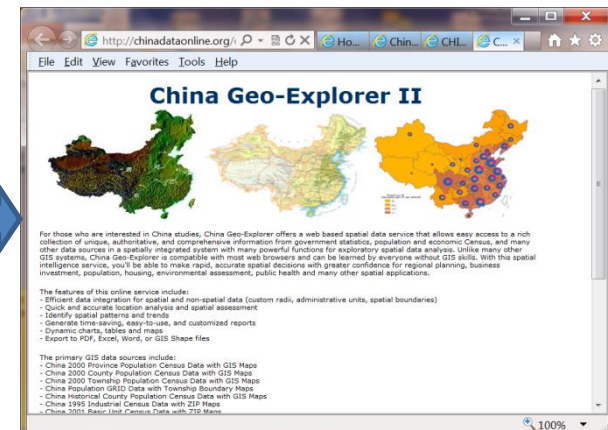 http://chinadataonline.org/
Ho... Chin... CHI... C...
File Edit View Favorites Tools Help
China Geo-Explorer II
For those who are interested in China studies, China Geo-Explorer offers a web based spatial data service that allows easy access to a rich
collection of unique, authoritative, and comprehensive information from government statistics, population and economic Census, and many
other data sources in a spatially integrated system with many powerful functions for exploratory spatial data analysis. Unlike many other
GIS systems, China Geo-Explorer is compatible with most web browsers and can be learned by everyone without GIS skills. With this spatial
intelligence service, you'll be able to make rapid, accurate spatial decisions with greater confidence for regional planning, business
investment, population, housing, environmental assessment, public health and many other spatial applications.
The features of this online service include:
- Efficient data integration for spatial and non-spatial data (custom radii, administrative units, spatial boundaries)
- Quick and accurate location analysis and spatial assessment
- Identify spatial patterns and trends
- Generate time-saving, easy-to-use, and customized reports
- Dynamic charts, tables and maps
- Export to PDF, Excel, Word, or GIS Shape files
The primary GIS data sources include:
- China 2000 Province Population Census Data with GIS Maps
- China 2000 County Population Census Data with GIS Maps
- China 2000 Township Population Census Data with GIS Maps
- China Population GRID Data with Township Boundary Maps
- China Historical County Population Census Data with GIS Maps
- China 1995 Industrial Census Data with ZIP Maps
- China 2001 Basic Unit Census Data with ZIP Maps
100%